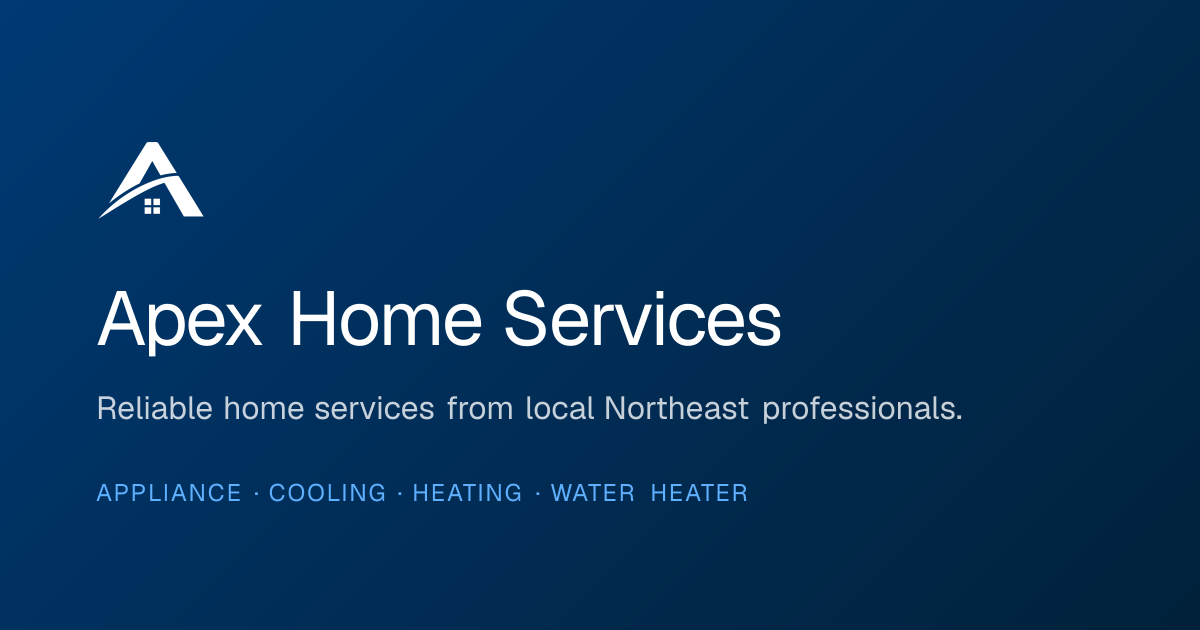 Apex Home Services
Reliable home services from local Northeast professionals.
APPLIANCE · COOLING · HEATING · WATER HEATER